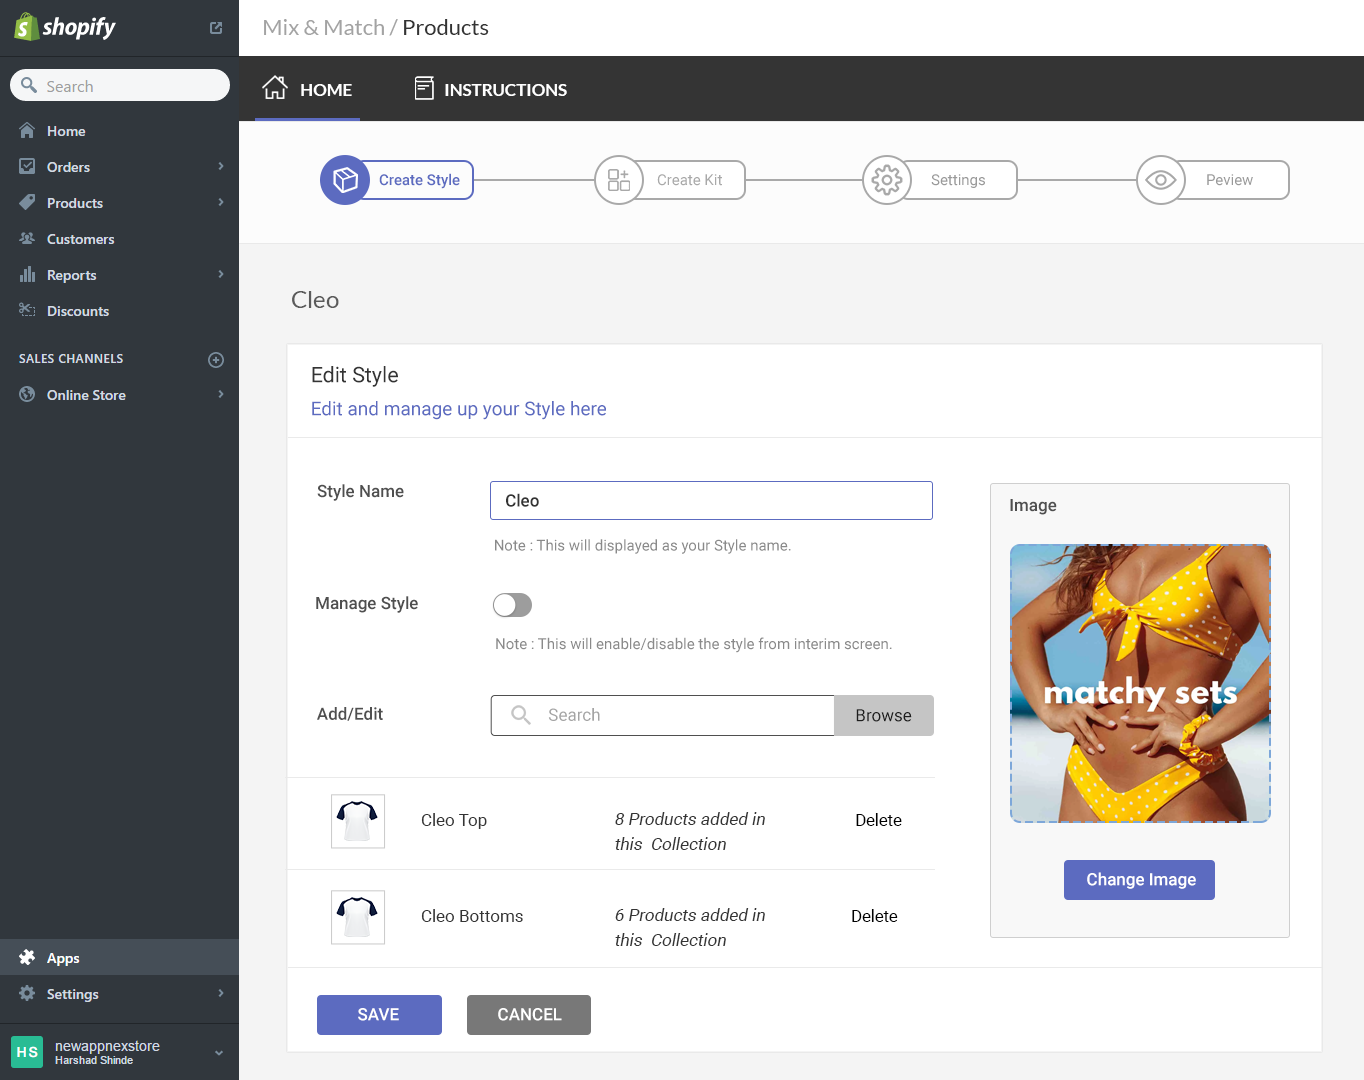 shopify
Mix & Match / Products
Search
HOME
INSTRUCTIONS
Home
Orders
Products
Customers
Reports
Discounts
SALES CHANNELS
Online Store
Apps
Settings
HS
newappnexstore
Harshad Shinde
Create Style
Create Kit
Settings
Peview
Cleo
Edit Style
Edit and manage up your Style here
Style Name
Cleo
Note : This will displayed as your Style name.
Manage Style
Note : This will enable/disable the style from interim screen.
Add/Edit
Search
Browse
Cleo Top
8 Products added in
this Collection
Delete
Cleo Bottoms
6 Products added in
this Collection
Delete
SAVE
CANCEL
Image
matchy sets
Change Image